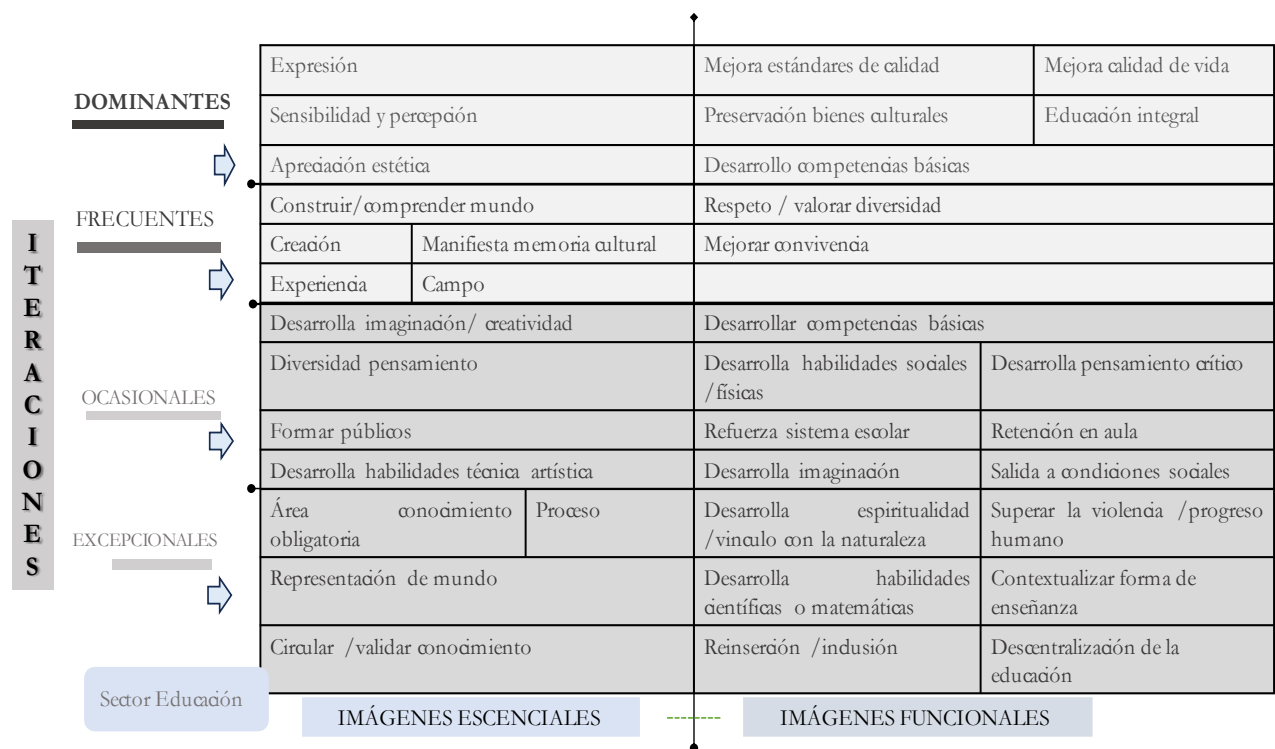 Expresión
Mejora estándares de calidad
Mejora calidad de vida
DOMINANTES
Sensibilidad y percepción
Preservación bienes culturales
Educación integral
Apreciación estética
Desarrollo competencias básicas
FRECUENTES
Construir/comprender mundo
Respeto / valorar diversidad
Creación
Manifiesta memoria cultural
Mejorar convivencia
Experiencia
Campo
ITERACIONES
Desarrolla imaginación/ creatividad
Desarrollar competencias básicas
OCASIONALES
Diversidad pensamiento
Desarrolla habilidades sociales
/físicas
Desarrolla pensamiento crítico
Formar públicos
Refuerza sistema escolar
Retención en aula
Desarrolla habilidades técnica artística
Desarrolla imaginación
Salida a condiciones sociales
EXCEPCIONALES
Área conocimiento
obligatoria
Proceso
Desarrolla espiritualidad
/vinculo con la naturaleza
Superar la violencia /progreso
humano
Representación de mundo
Desarrolla habilidades
científicas o matemáticas
Contextualizar forma de
enseñanza
Circular /validar conocimiento
Reinserción /inclusión
Descentralización de la
educación
Sector Educación
IMÁGENES ESCENCIALES
IMÁGENES FUNCIONALES